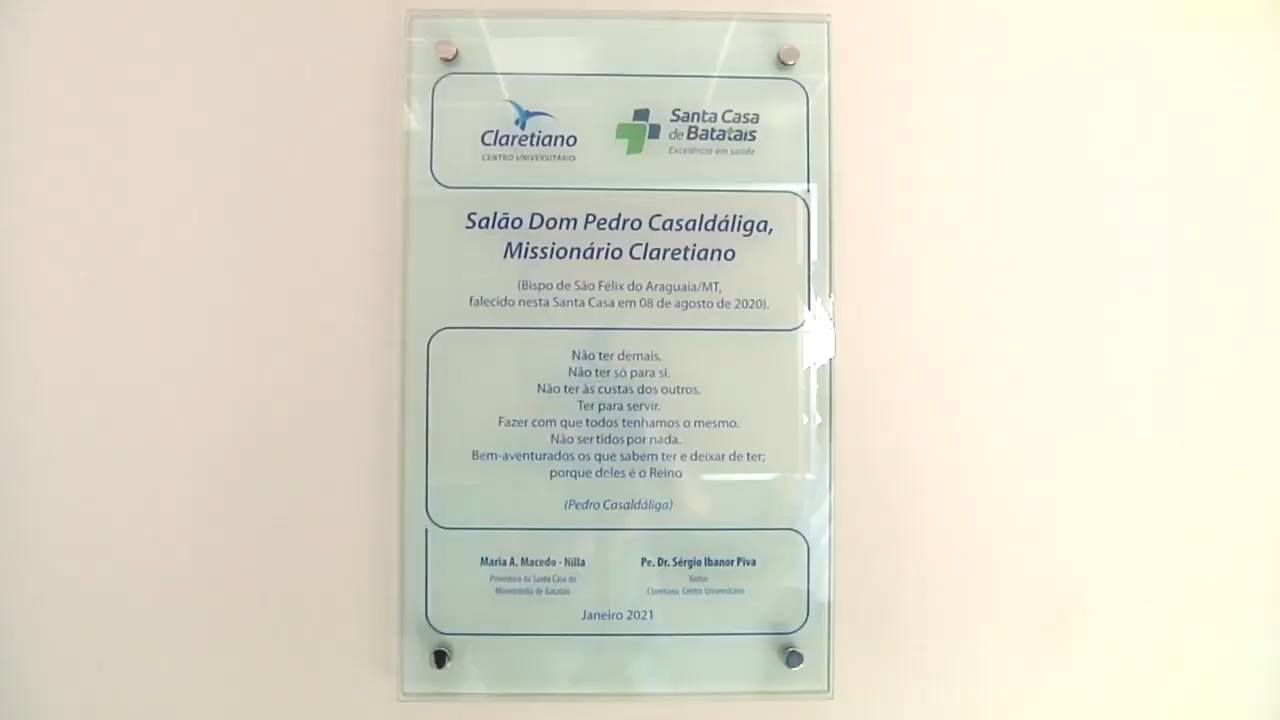 Claretiano
CENTRO UNIVERSITÁRIO
Santa Casa
de Batatais
Excelência em saúde
Salão Dom Pedro Casaldáliga,
Missionário Claretiano
(Bispo de São Félix do Araguaia/MT,
falecido nesta Santa Casa em 08 de agosto de 2020).
Não ter demais.
Não ter só para si.
Não ter às custas dos outros.
Ter para servir.
Fazer com que todos tenhamos o mesmo.
Não ser tidos por nada.
Bem-aventurados os que sabem ter e deixar de ter;
porque deles é o Reino
(Pedro Casaldáliga)
Maria A. Macedo - Nilla
Provedora da Santa Casa de
Misericórdia de Batatais
Pe. Dr. Sérgio Ibanor Piva
Reitor
Claretiano Centro Universitário
Janeiro 2021